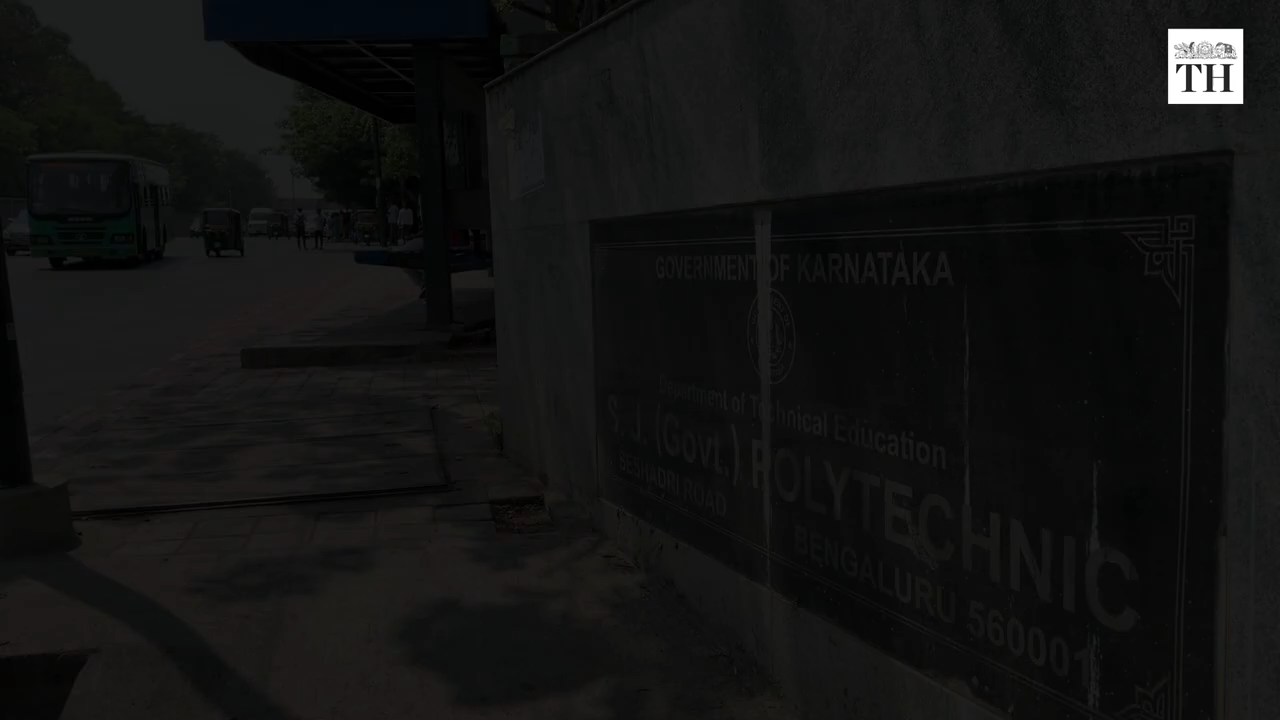 TH
GOVERNMENT OF KARNATAKA
Department of Technical Education
S. J. (Govt.) POLYTECHNIC
SESHADRI ROAD
BENGALURU 560001